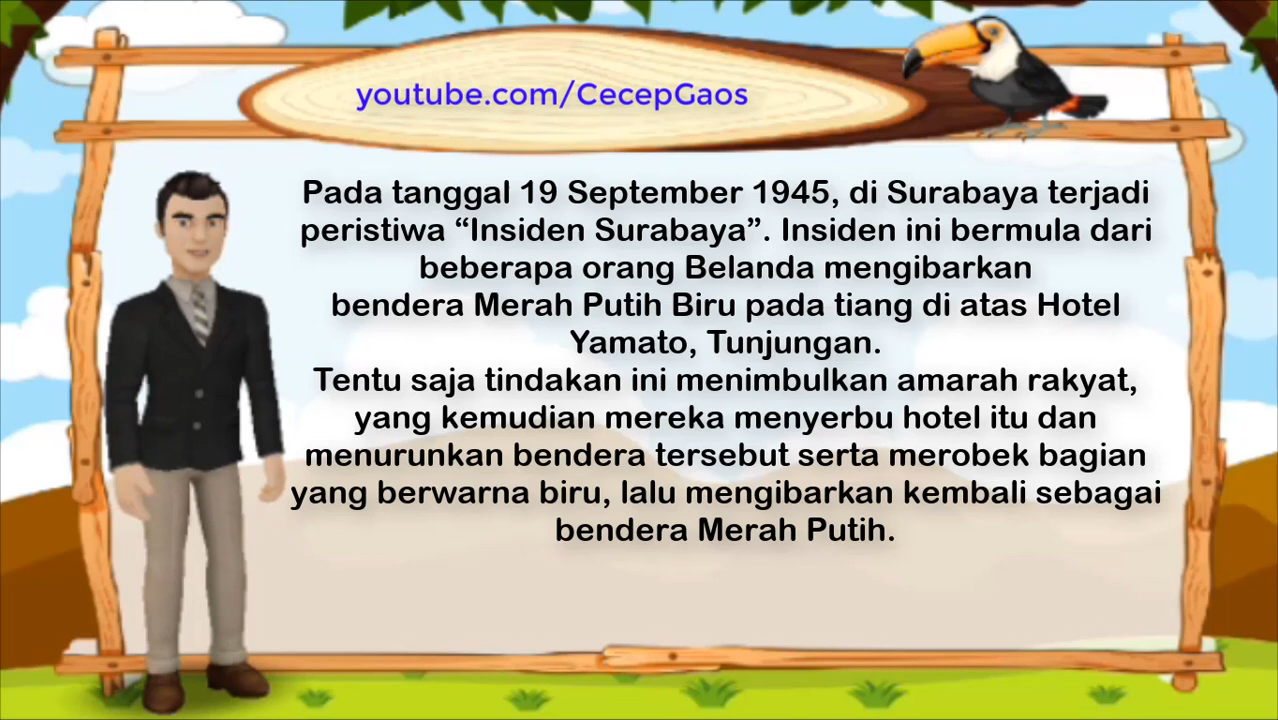 youtube.com/CecepGaos
Pada tanggal 19 September 1945, di Surabaya terjadi
peristiwa “Insiden Surabaya”. Insiden ini bermula dari
beberapa orang Belanda mengibarkan
bendera Merah Putih Biru pada tiang di atas Hotel
Yamato, Tunjungan.
Tentu saja tindakan ini menimbulkan amarah rakyat,
yang kemudian mereka menyerbu hotel itu dan
menurunkan bendera tersebut serta merobek bagian
yang berwarna biru, lalu mengibarkan kembali sebagai
bendera Merah Putih.